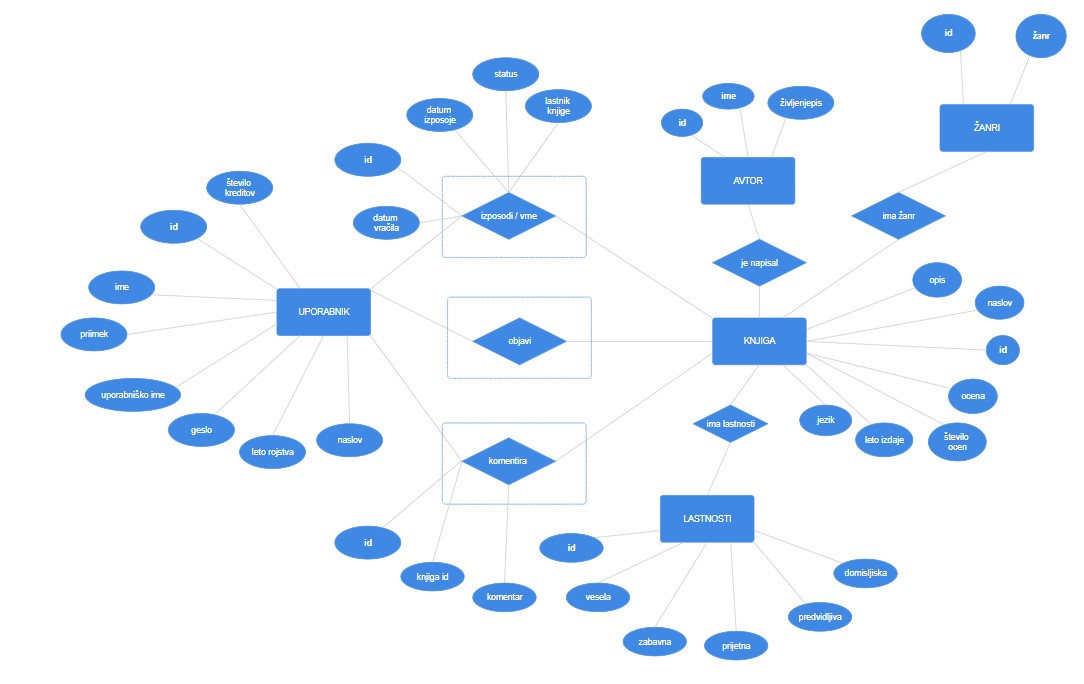 id
žanr
status
datum
izposoje
lastnik
knjige
ime
življenjepis
id
ŽANRI
id
AVTOR
število
kreditov
id
datum
vračila
izposodi / vrne
ima žanr
je napisal
ime
priimek
UPORABNIK
objavi
KNJIGA
opis
naslov
id
ocena
uporabniško ime
geslo
leto rojstva
naslov
ima lastnosti
jezik
leto izdaje
število
ocen
komentira
id
knjiga id
komentar
LASTNOSTI
id
vesela
zabavna
prijetna
predvidljiva
domisljiska